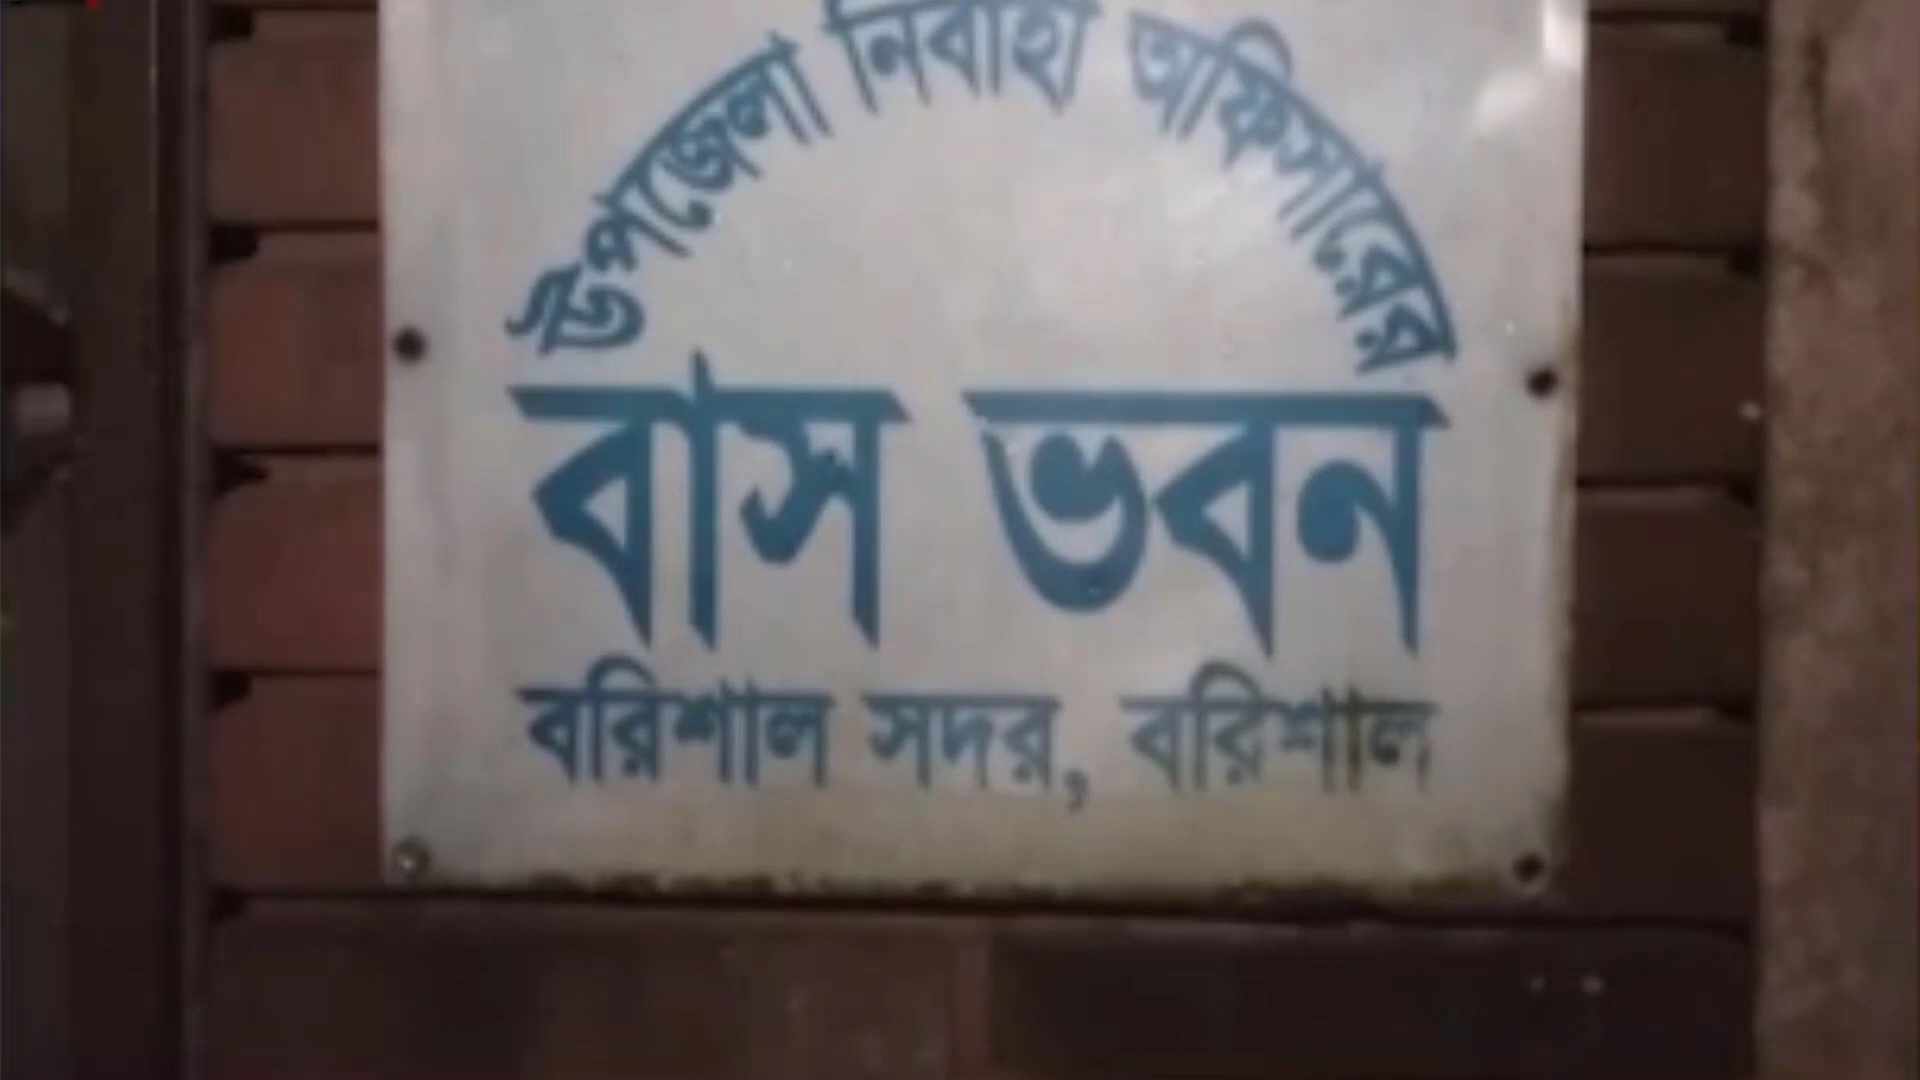 উপজেলা নির্বাহী অফিসারের
বাস ভবন
বরিশাল সদর, বরিশাল